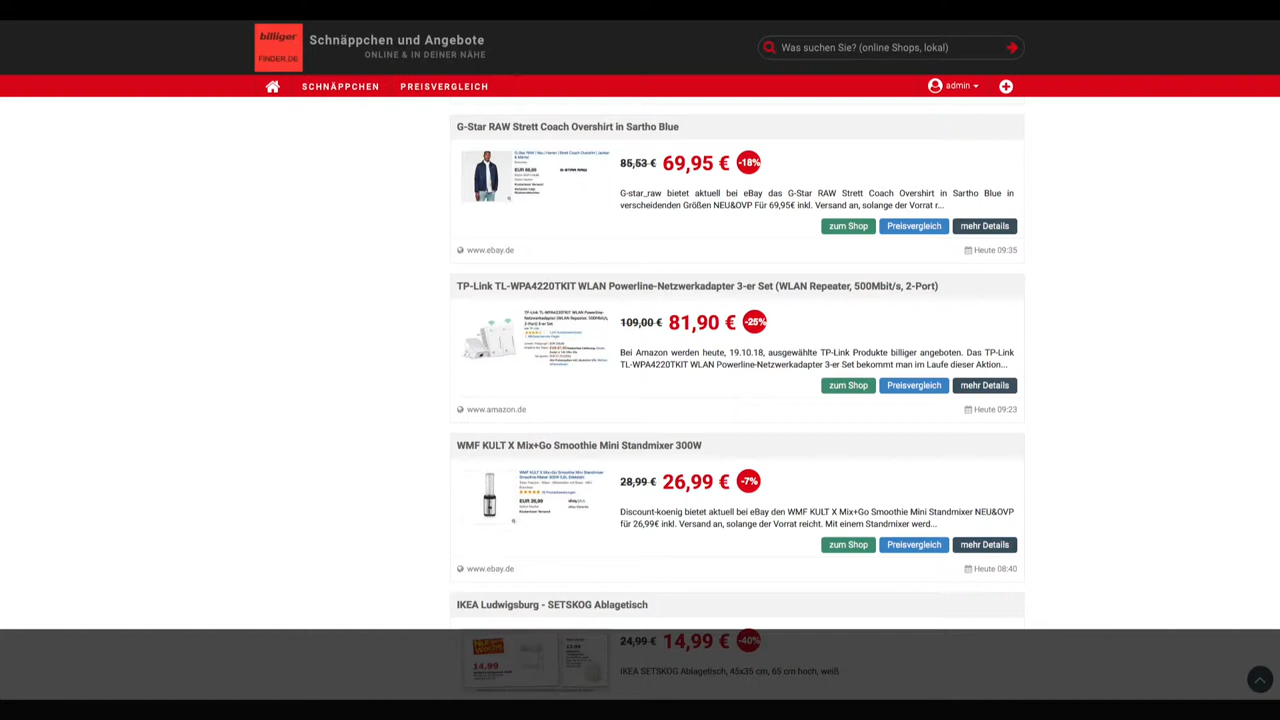 billiger
FINDER.DE
Schnäppchen und Angebote
ONLINE & IN DEINER NÄHE
Was suchen Sie? (online Shops, lokal)
SCHNÄPPCHEN
PREISVERGLEICH
admin
G-Star RAW Strett Coach Overshirt in Sartho Blue
85,53 € 69,95 € -18%
G-star_raw bietet aktuell bei eBay das G-Star RAW Strett Coach Overshirt in Sartho Blue in
verscheidenden Größen NEU&OVP Für 69,95€ inkl. Versand an, solange der Vorrat r...
zum Shop Preisvergleich mehr Details
www.ebay.de Heute 09:35
TP-Link TL-WPA4220TKIT WLAN Powerline-Netzwerkadapter 3-er Set (WLAN Repeater, 500Mbit/s, 2-Port)
109,00 € 81,90 € -25%
Bei Amazon werden heute, 19.10.18, ausgewählte TP-Link Produkte billiger angeboten. Das TP-Link
TL-WPA4220TKIT WLAN Powerline-Netzwerkadapter 3-er Set bekommt man im Laufe dieser Aktion...
zum Shop Preisvergleich mehr Details
www.amazon.de Heute 09:23
WMF KULT X Mix+Go Smoothie Mini Standmixer 300W
28,99 € 26,99 € -7%
Discount-koenig bietet aktuell bei eBay den WMF KULT X Mix+Go Smoothie Mini Standmixer NEU&OVP
für 26,99€ inkl. Versand an, solange der Vorrat reicht. Mit einem Standmixer werd...
zum Shop Preisvergleich mehr Details
www.ebay.de Heute 08:40
IKEA Ludwigsburg - SETSKOG Ablagetisch
24,99 € 14,99 € -40%
14.99
IKEA SETSKOG Ablagetisch, 45x35 cm, 65 cm hoch, weiß